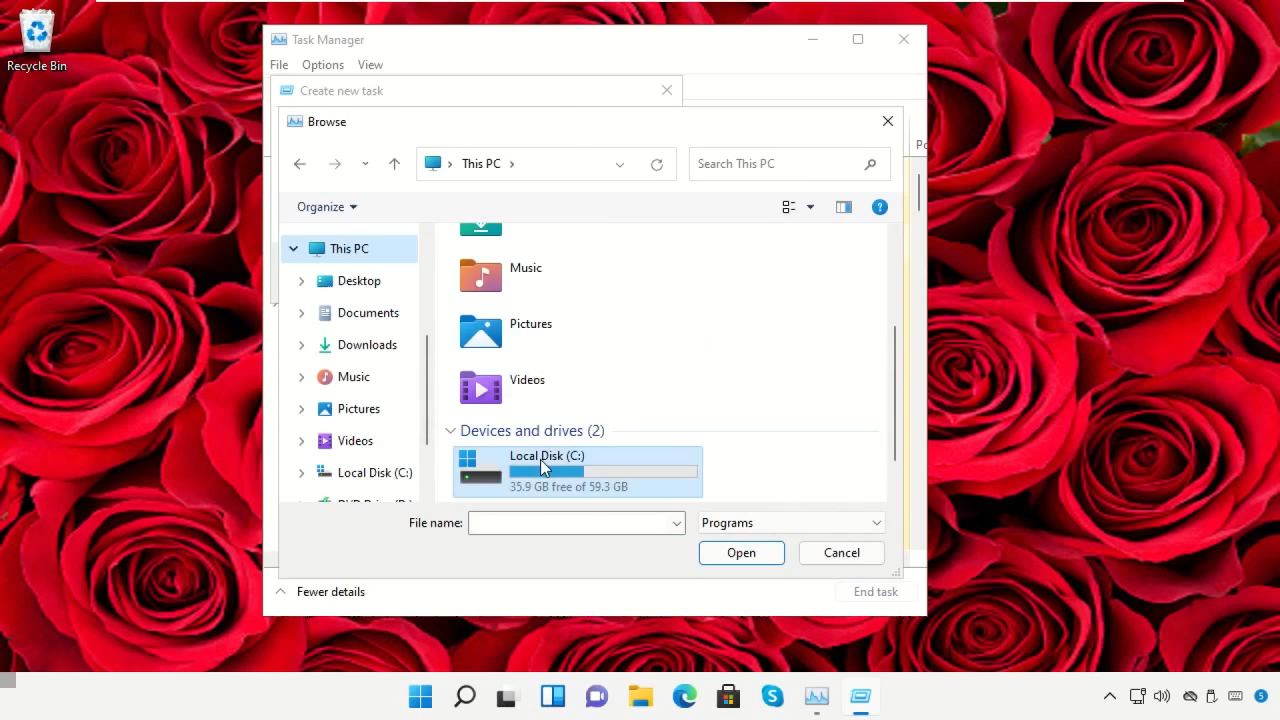 Recycle Bin
Task Manager
File Options View
Create new task
Browse
This PC
Search This PC
Organize
This PC
Desktop
Documents
Downloads
Music
Pictures
Videos
Local Disk (C:)
Music
Pictures
Videos
Devices and drives (2)
Local Disk (C:)
35.9 GB free of 59.3 GB
File name:
Programs
Open Cancel
Fewer details
End task
5